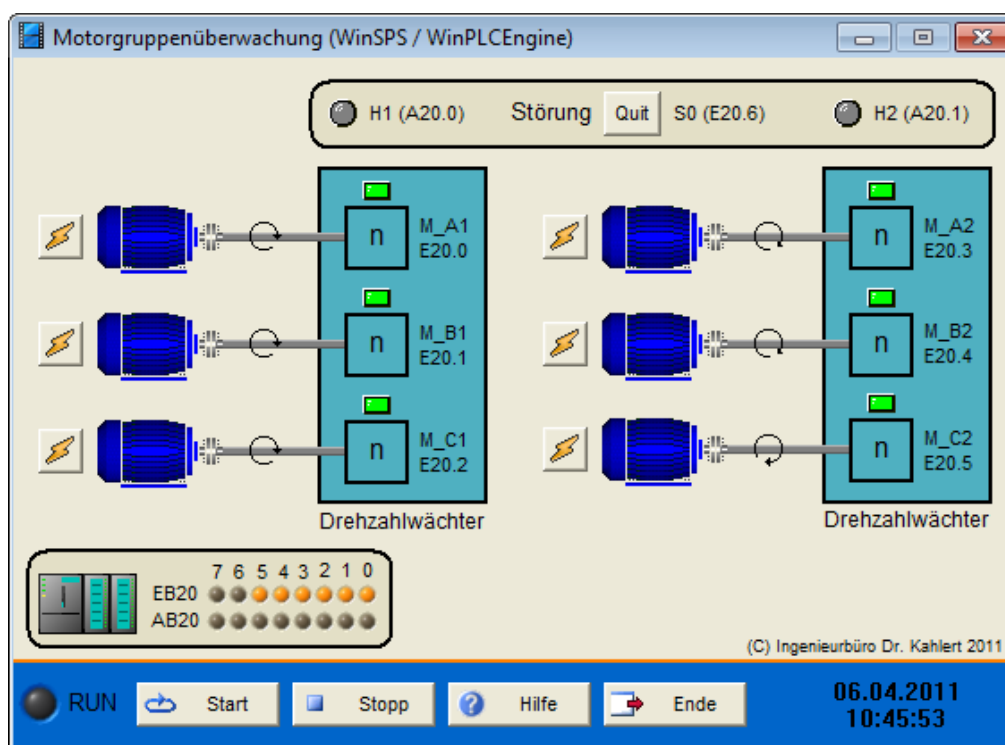 Motorgruppenüberwachung (WinSPS / WinPLCEngine)
H1 (A20.0) Störung Quit S0 (E20.6) H2 (A20.1)
n M_A1
E20.0
n M_A2
E20.3
n M_B1
E20.1
n M_B2
E20.4
n M_C1
E20.2
n M_C2
E20.5
Drehzahlwächter
Drehzahlwächter
7 6 5 4 3 2 1 0
EB20
AB20
(C) Ingenieurbüro Dr. Kahlert 2011
RUN Start Stopp Hilfe Ende
06.04.2011
10:45:53